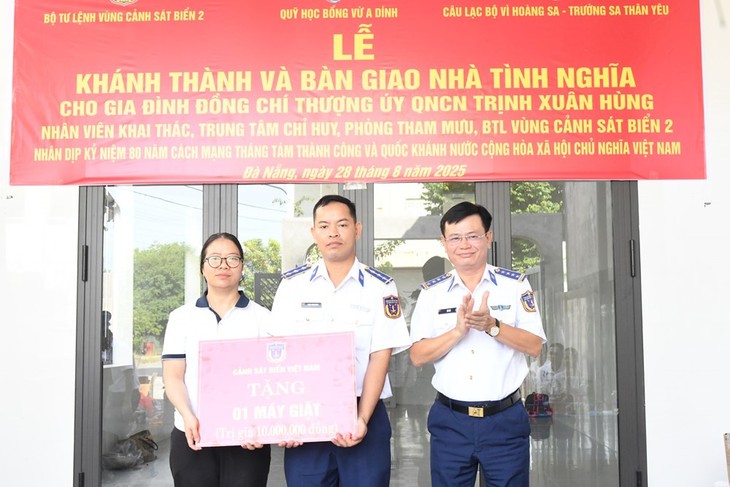 BỘ TƯ LỆNH VÙNG CẢNH SÁT BIỂN 2
QUỸ HỌC BỔNG VỪ A DÍNH
CÂU LẠC BỘ VÌ HOÀNG SA - TRƯỜNG SA THÂN YÊU
LỄ
KHÁNH THÀNH VÀ BÀN GIAO NHÀ TÌNH NGHĨA
CHO GIA ĐÌNH ĐỒNG CHÍ THƯỢNG ÚY QNCN TRỊNH XUÂN HÙNG
NHÂN VIÊN KHAI THÁC, TRUNG TÂM CHỈ HUY, PHÒNG THAM MƯU, BTL VÙNG CẢNH SÁT BIỂN 2
NHÂN DỊP KỶ NIỆM 80 NĂM CÁCH MẠNG THÁNG TÁM THÀNH CÔNG VÀ QUỐC KHÁNH NƯỚC CỘNG HÒA XÃ HỘI CHỦ NGHĨA VIỆT NAM
Đà Nẵng, ngày 28 tháng 8 năm 2025
CẢNH SÁT BIỂN VIỆT NAM
TẶNG
01 MÁY GIẶT
(Trị giá 10.000.000 đồng)